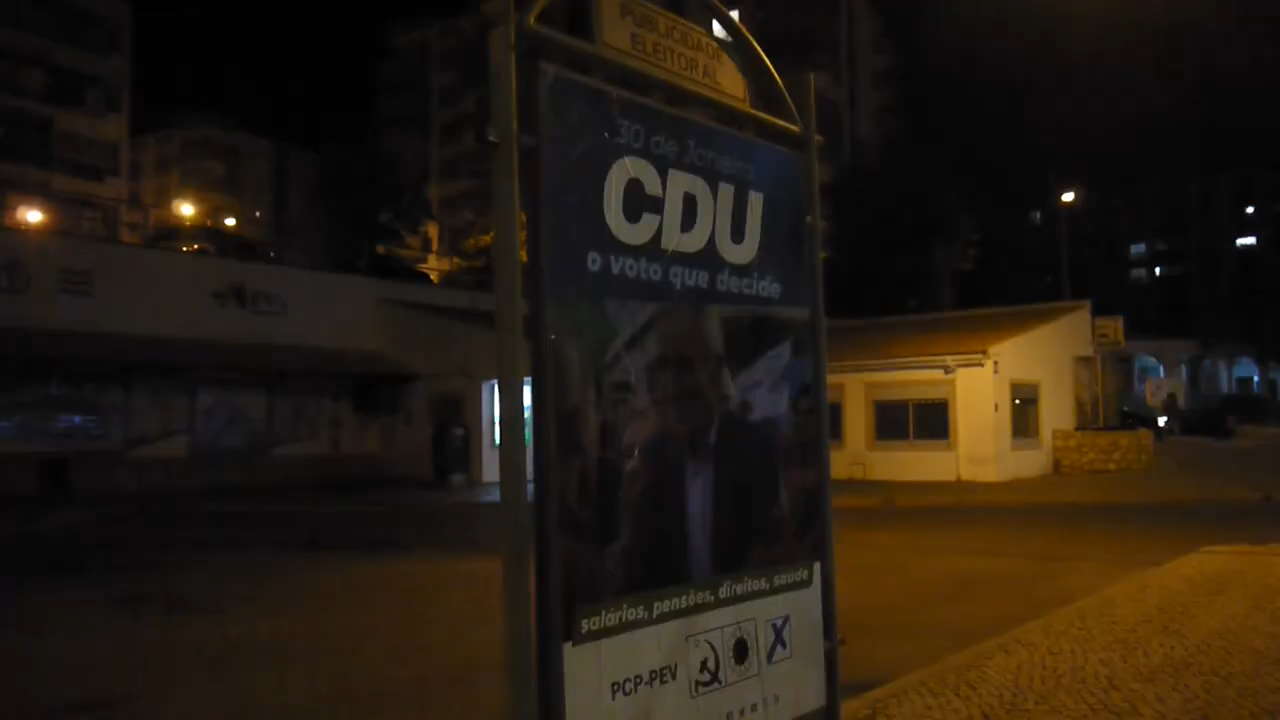 PUBLICIDADE
ELEITORAL
30 de Janeiro
CDU
o voto que decide
salários, pensões, direitos, saúde
PCP-PEV